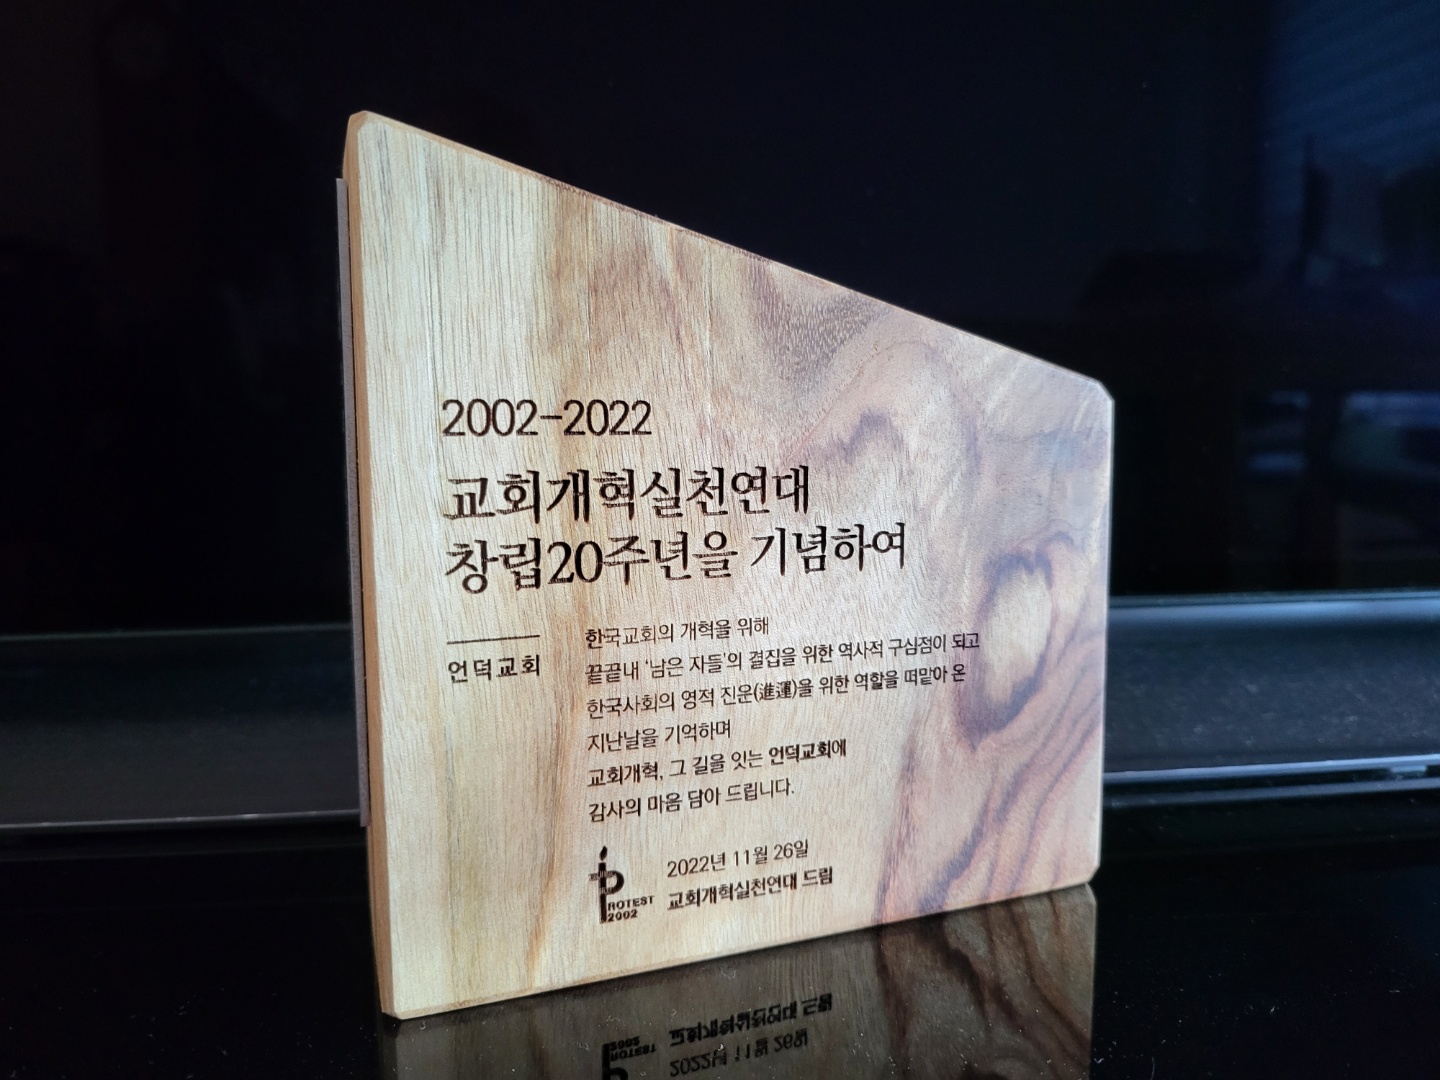 2002-2022
교회개혁실천연대
창립20주년을 기념하여
언덕교회
한국교회의 개혁을 위해
끝끝내 '남은 자들'의 결집을 위한 역사적 구심점이 되고
한국사회의 영적 진운(進運)을 위한 역할을 떠맡아 온
지난날을 기억하며
교회개혁, 그 길을 잇는 언덕교회에
감사의 마음 담아 드립니다.
PROTEST
2002
2022년 11월 26일
교회개혁실천연대 드림